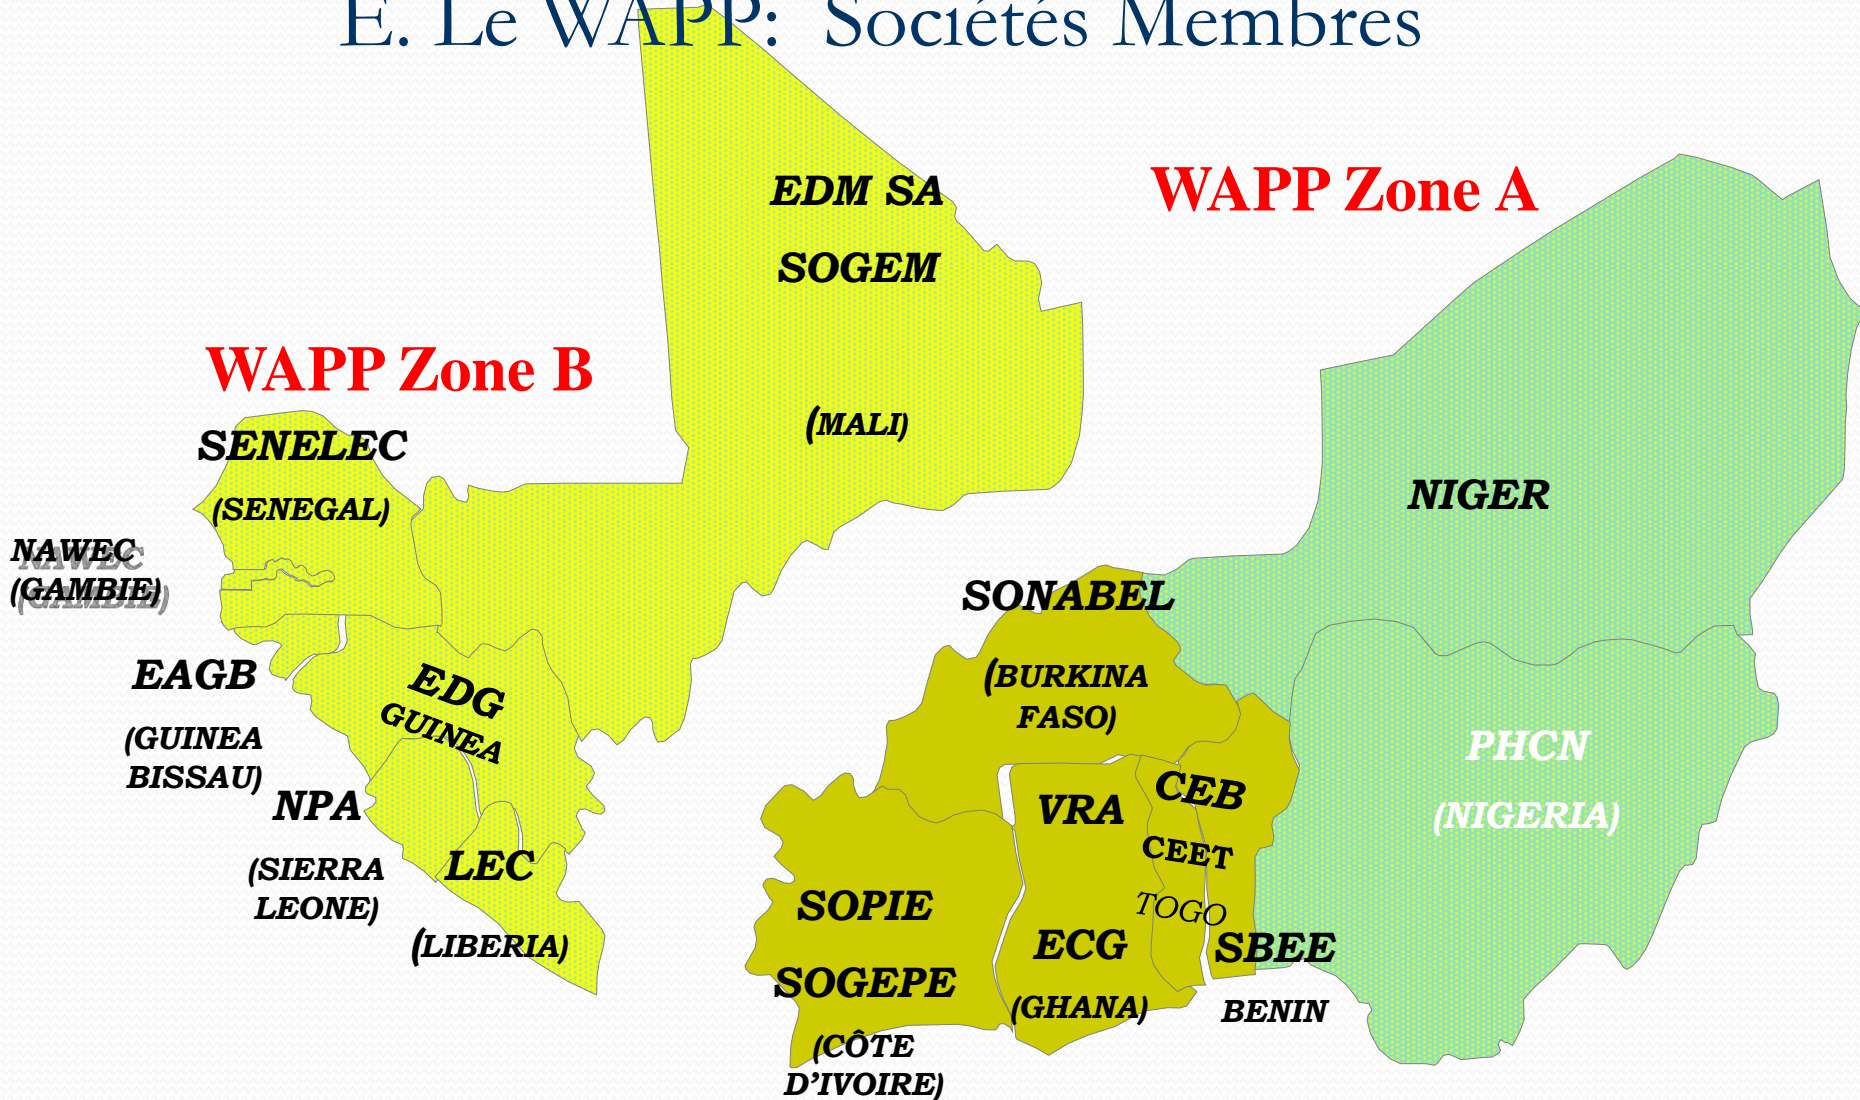 E. Le WAPP: Sociétés Membres
WAPP Zone A
WAPP Zone B
EDM SA
SOGEM
(MALI)
SENELEC
(SENEGAL)
NAWEC
(GAMBIE)
EAGB
(GUINEA
BISSAU)
EDG
GUINEA
NPA
(SIERRA
LEONE)
LEC
(LIBERIA)
NIGER
SONABEL
(BURKINA
FASO)
PHCN
(NIGERIA)
VRA
ECG
(GHANA)
CEB
CEET
TOGO
SBEE
BENIN
SOPIE
SOGEPE
(CÔTE
D’IVOIRE)